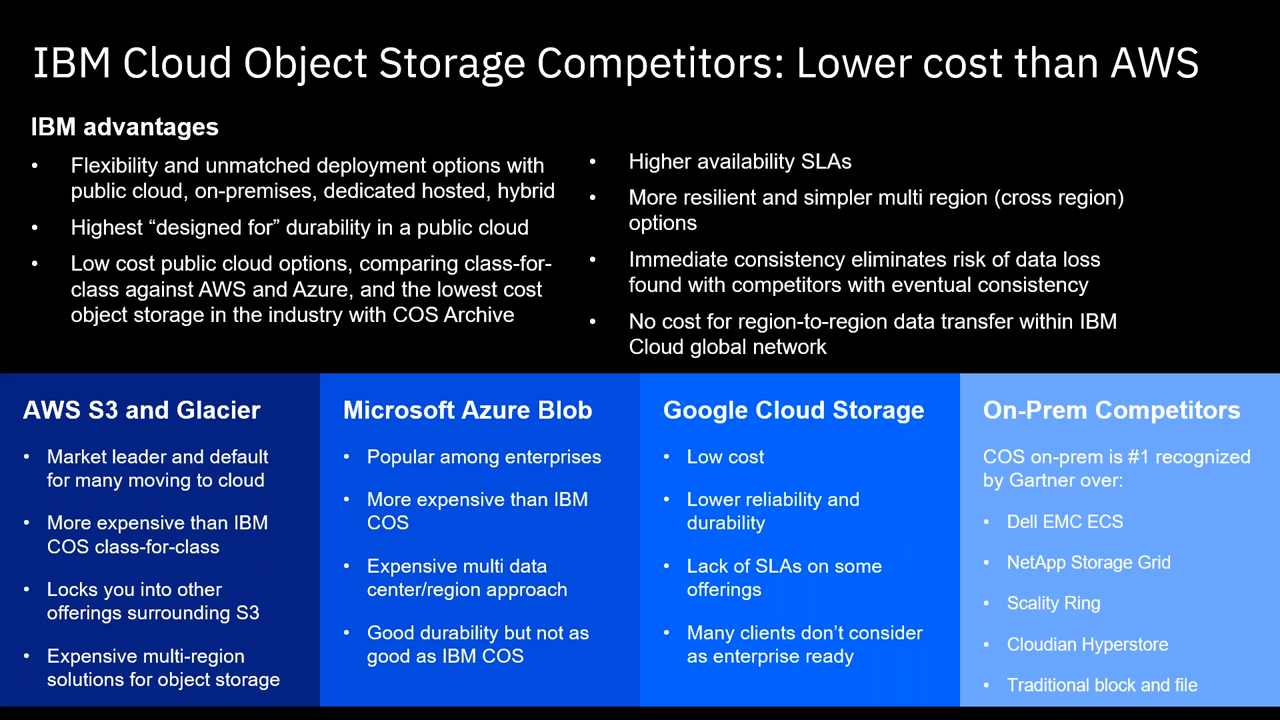 IBM Cloud Object Storage Competitors: Lower cost than AWS
IBM advantages
• Flexibility and unmatched deployment options with
public cloud, on-premises, dedicated hosted, hybrid
• Highest “designed for” durability in a public cloud
• Low cost public cloud options, comparing class-for-
class against AWS and Azure, and the lowest cost
object storage in the industry with COS Archive
• Higher availability SLAs
• More resilient and simpler multi region (cross region)
options
• Immediate consistency eliminates risk of data loss
found with competitors with eventual consistency
• No cost for region-to-region data transfer within IBM
Cloud global network
AWS S3 and Glacier
• Market leader and default
for many moving to cloud
• More expensive than IBM
COS class-for-class
• Locks you into other
offerings surrounding S3
• Expensive multi-region
solutions for object storage
Microsoft Azure Blob
• Popular among enterprises
• More expensive than IBM
COS
• Expensive multi data
center/region approach
• Good durability but not as
good as IBM COS
Google Cloud Storage
• Low cost
• Lower reliability and
durability
• Lack of SLAs on some
offerings
• Many clients don’t consider
as enterprise ready
On-Prem Competitors
COS on-prem is #1 recognized
by Gartner over:
• Dell EMC ECS
• NetApp Storage Grid
• Scality Ring
• Cloudian Hyperstore
• Traditional block and file